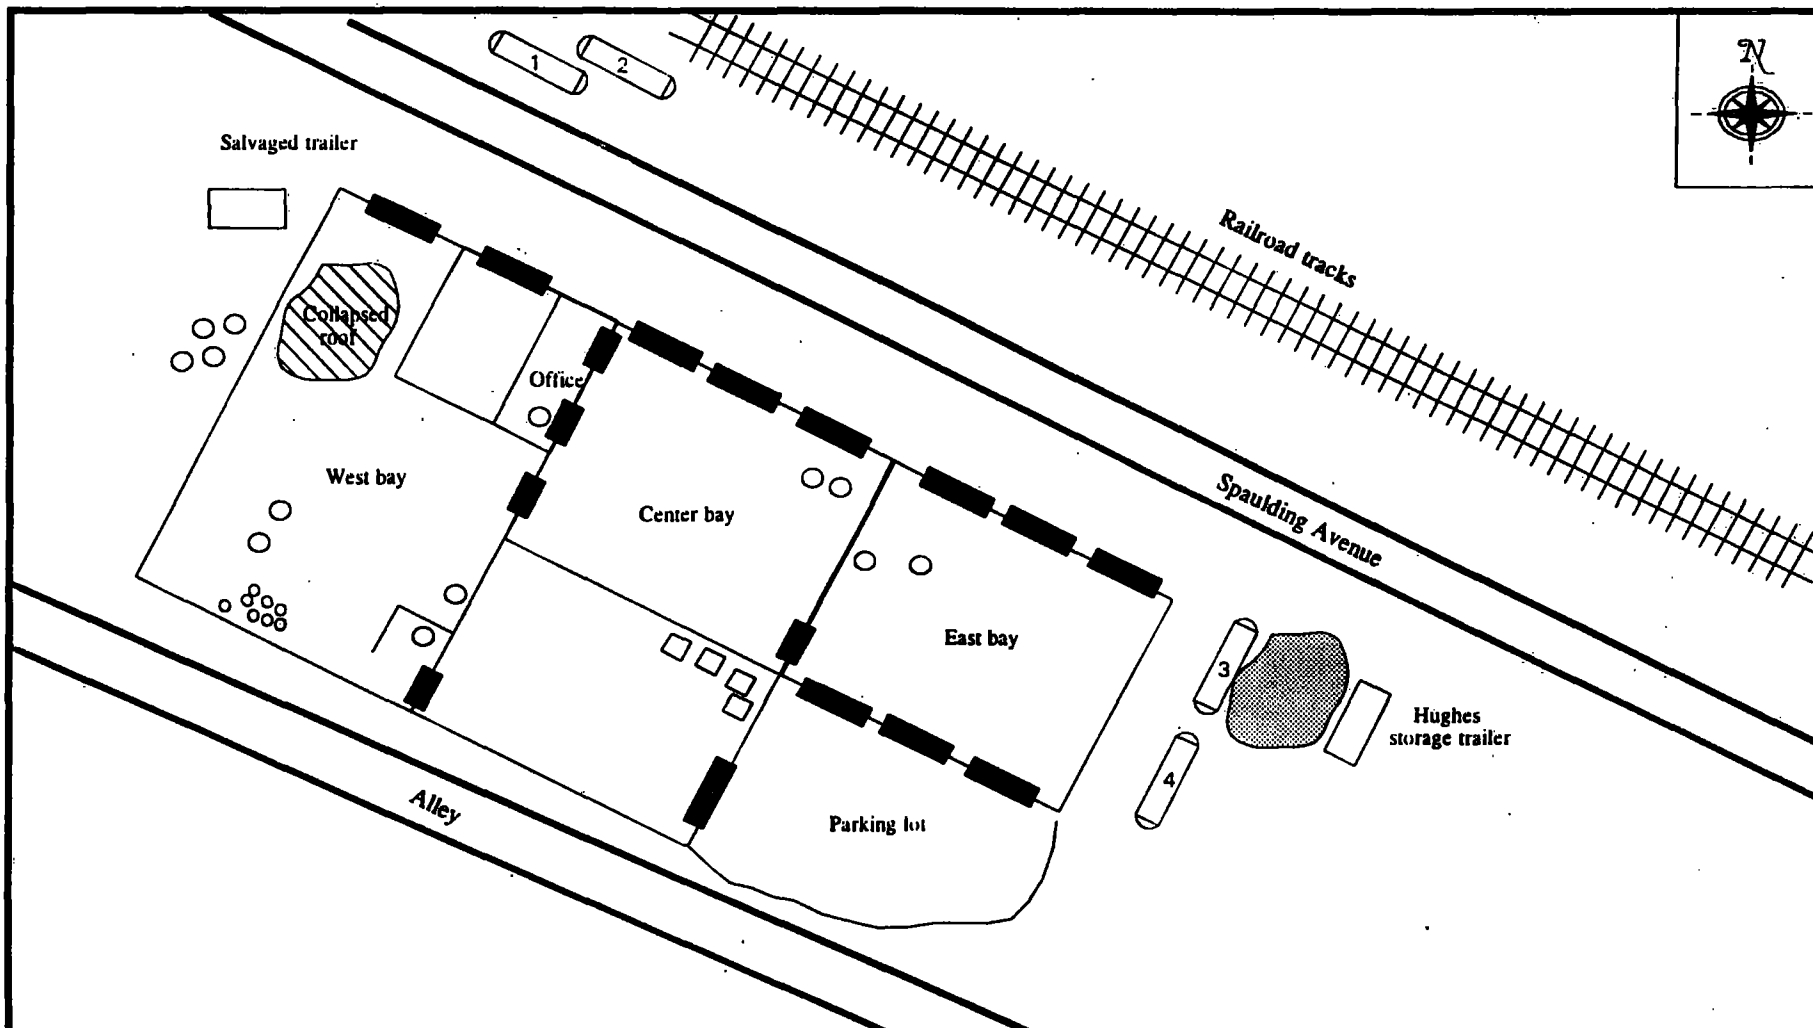 N
1
2
Salvaged trailer
Railroad tracks
Collapsed
roof
Office
West bay
Center bay
Spaulding Avenue
East bay
3
Hughes
storage trailer
4
Alley
Parking lot